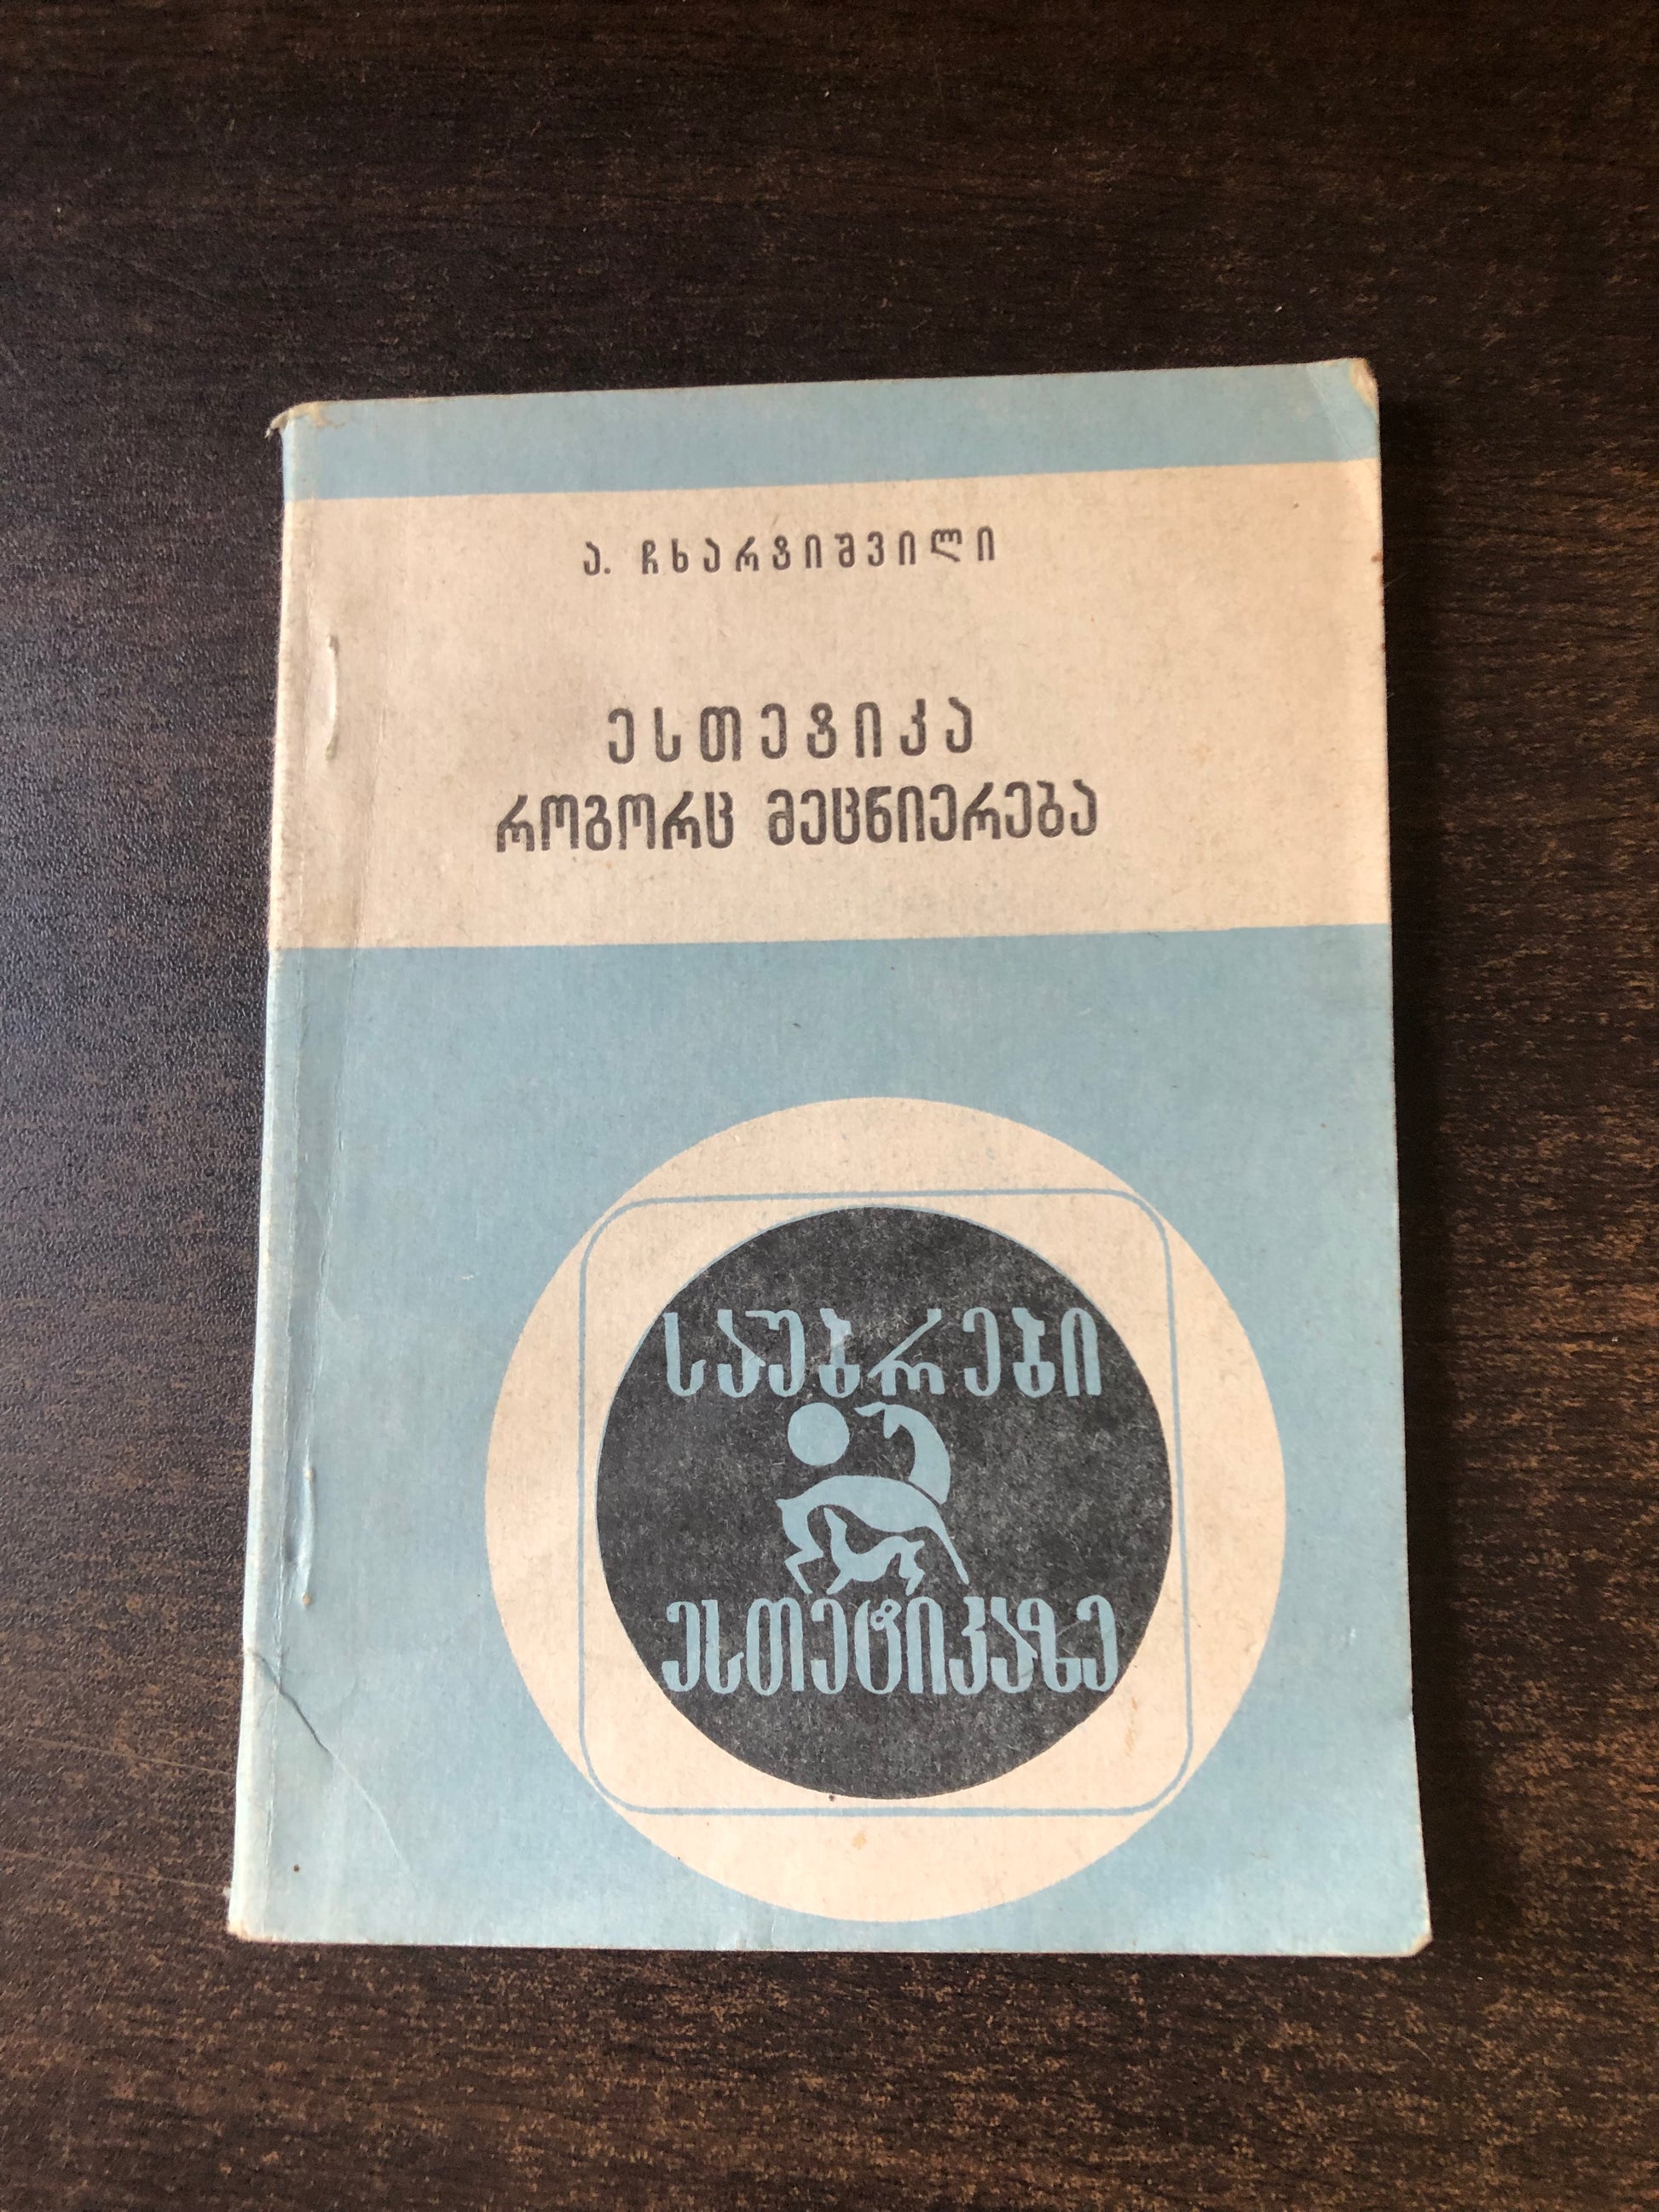 ა. ჩხარტიშვილი
ესთეტიკა
როგორც მეცნიერება
საუბრები
ესთეტიკაზე